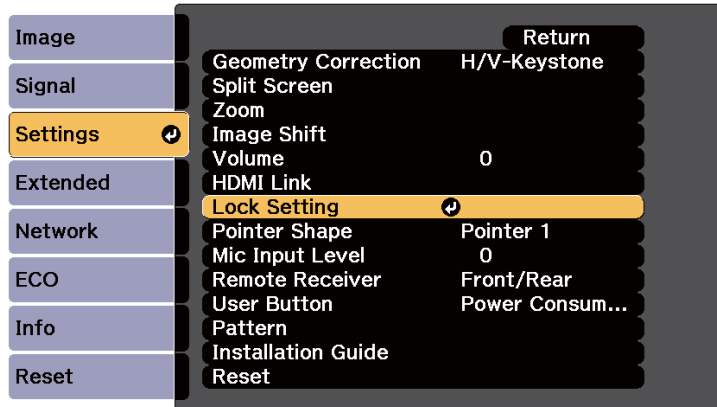 Image
Signal
Settings
Extended
Network
ECO
Info
Reset
Return
Geometry Correction H/V-Keystone
Split Screen
Zoom
Image Shift
Volume 0
HDMI Link
Lock Setting
Pointer Shape Pointer 1
Mic Input Level 0
Remote Receiver Front/Rear
User Button Power Consum...
Pattern
Installation Guide
Reset